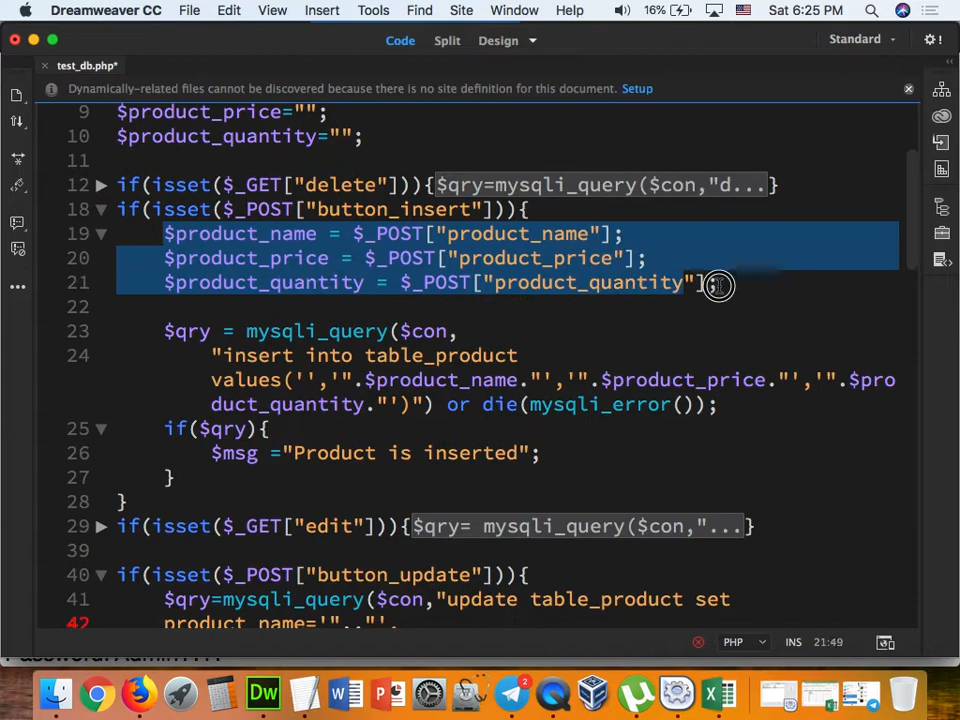 Dreamweaver CC File Edit View Insert Tools Find Site Window Help 16% Sat 6:25 PM
Code Split Design Standard
test_db.php*
Dynamically-related files cannot be discovered because there is no site definition for this document. Setup
9 $product_price="";
10 $product_quantity="";
11
12 if(isset($_GET["delete"])){$qry=mysqli_query($con,"d...}
18 if(isset($_POST["button_insert"])){
19 $product_name = $_POST["product_name"];
20 $product_price = $_POST["product_price"];
21 $product_quantity = $_POST["product_quantity"];
22
23 $qry = mysqli_query($con,
24 "insert into table_product
values('','".$product_name."','".$product_price."','".$pro
duct_quantity."')") or die(mysqli_error());
25 if($qry){
26 $msg ="Product is inserted";
27 }
28 }
29 if(isset($_GET["edit"])){$qry= mysqli_query($con,"...}
39
40 if(isset($_POST["button_update"])){
41 $qry=mysqli_query($con,"update table_product set
42 product_name='".."',
PHP INS 21:49
Dw 2